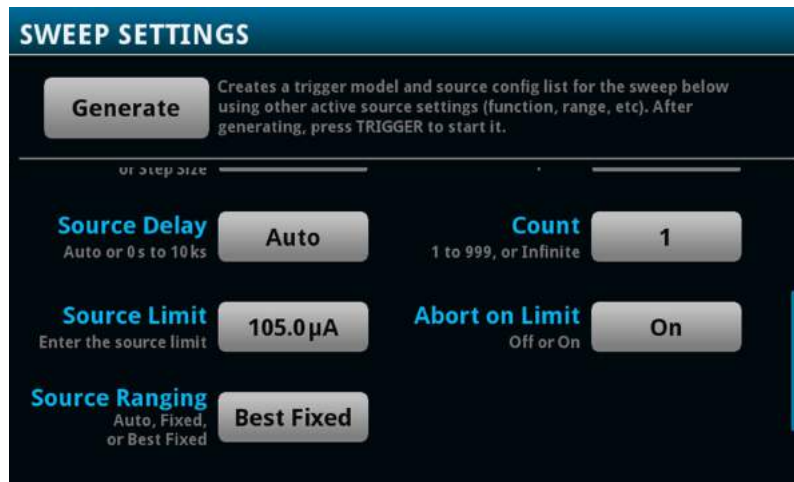 SWEEP SETTINGS
Generate
Creates a trigger model and source config list for the sweep below
using other active source settings (function, range, etc). After
generating, press TRIGGER to start it.
or Step Size
Source Delay
Auto or 0s to 10ks
Auto
Count
1 to 999, or Infinite
1
Source Limit
Enter the source limit
105.0µA
Abort on Limit
Off or On
On
Source Ranging
Auto, Fixed,
or Best Fixed
Best Fixed